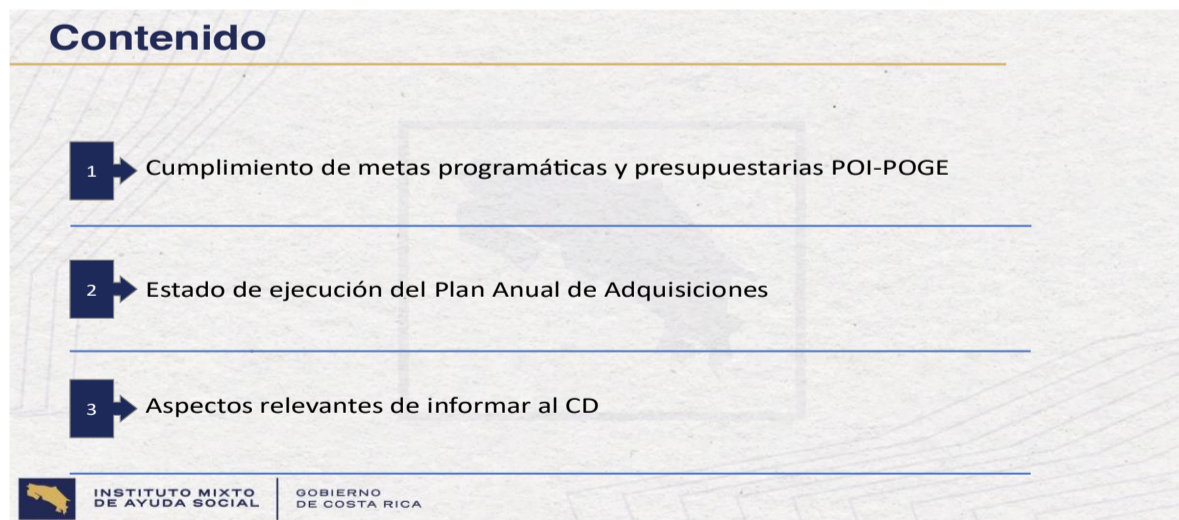 Contenido
1
Cumplimiento de metas programáticas y presupuestarias POI-POGE
2
Estado de ejecución del Plan Anual de Adquisiciones
3
Aspectos relevantes de informar al CD
INSTITUTO MIXTO
DE AYUDA SOCIAL
GOBIERNO
DE COSTA RICA